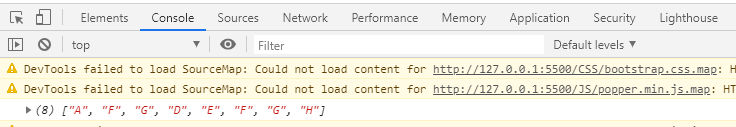 Elements Console Sources Network Performance Memory Application Security Lighthouse
top Filter Default levels
DevTools failed to load SourceMap: Could not load content for http://127.0.0.1:5500/CSS/bootstrap.css.map: H
DevTools failed to load SourceMap: Could not load content for http://127.0.0.1:5500/JS/popper.min.js.map: HT
(8) ["A", "F", "G", "D", "E", "F", "G", "H"]